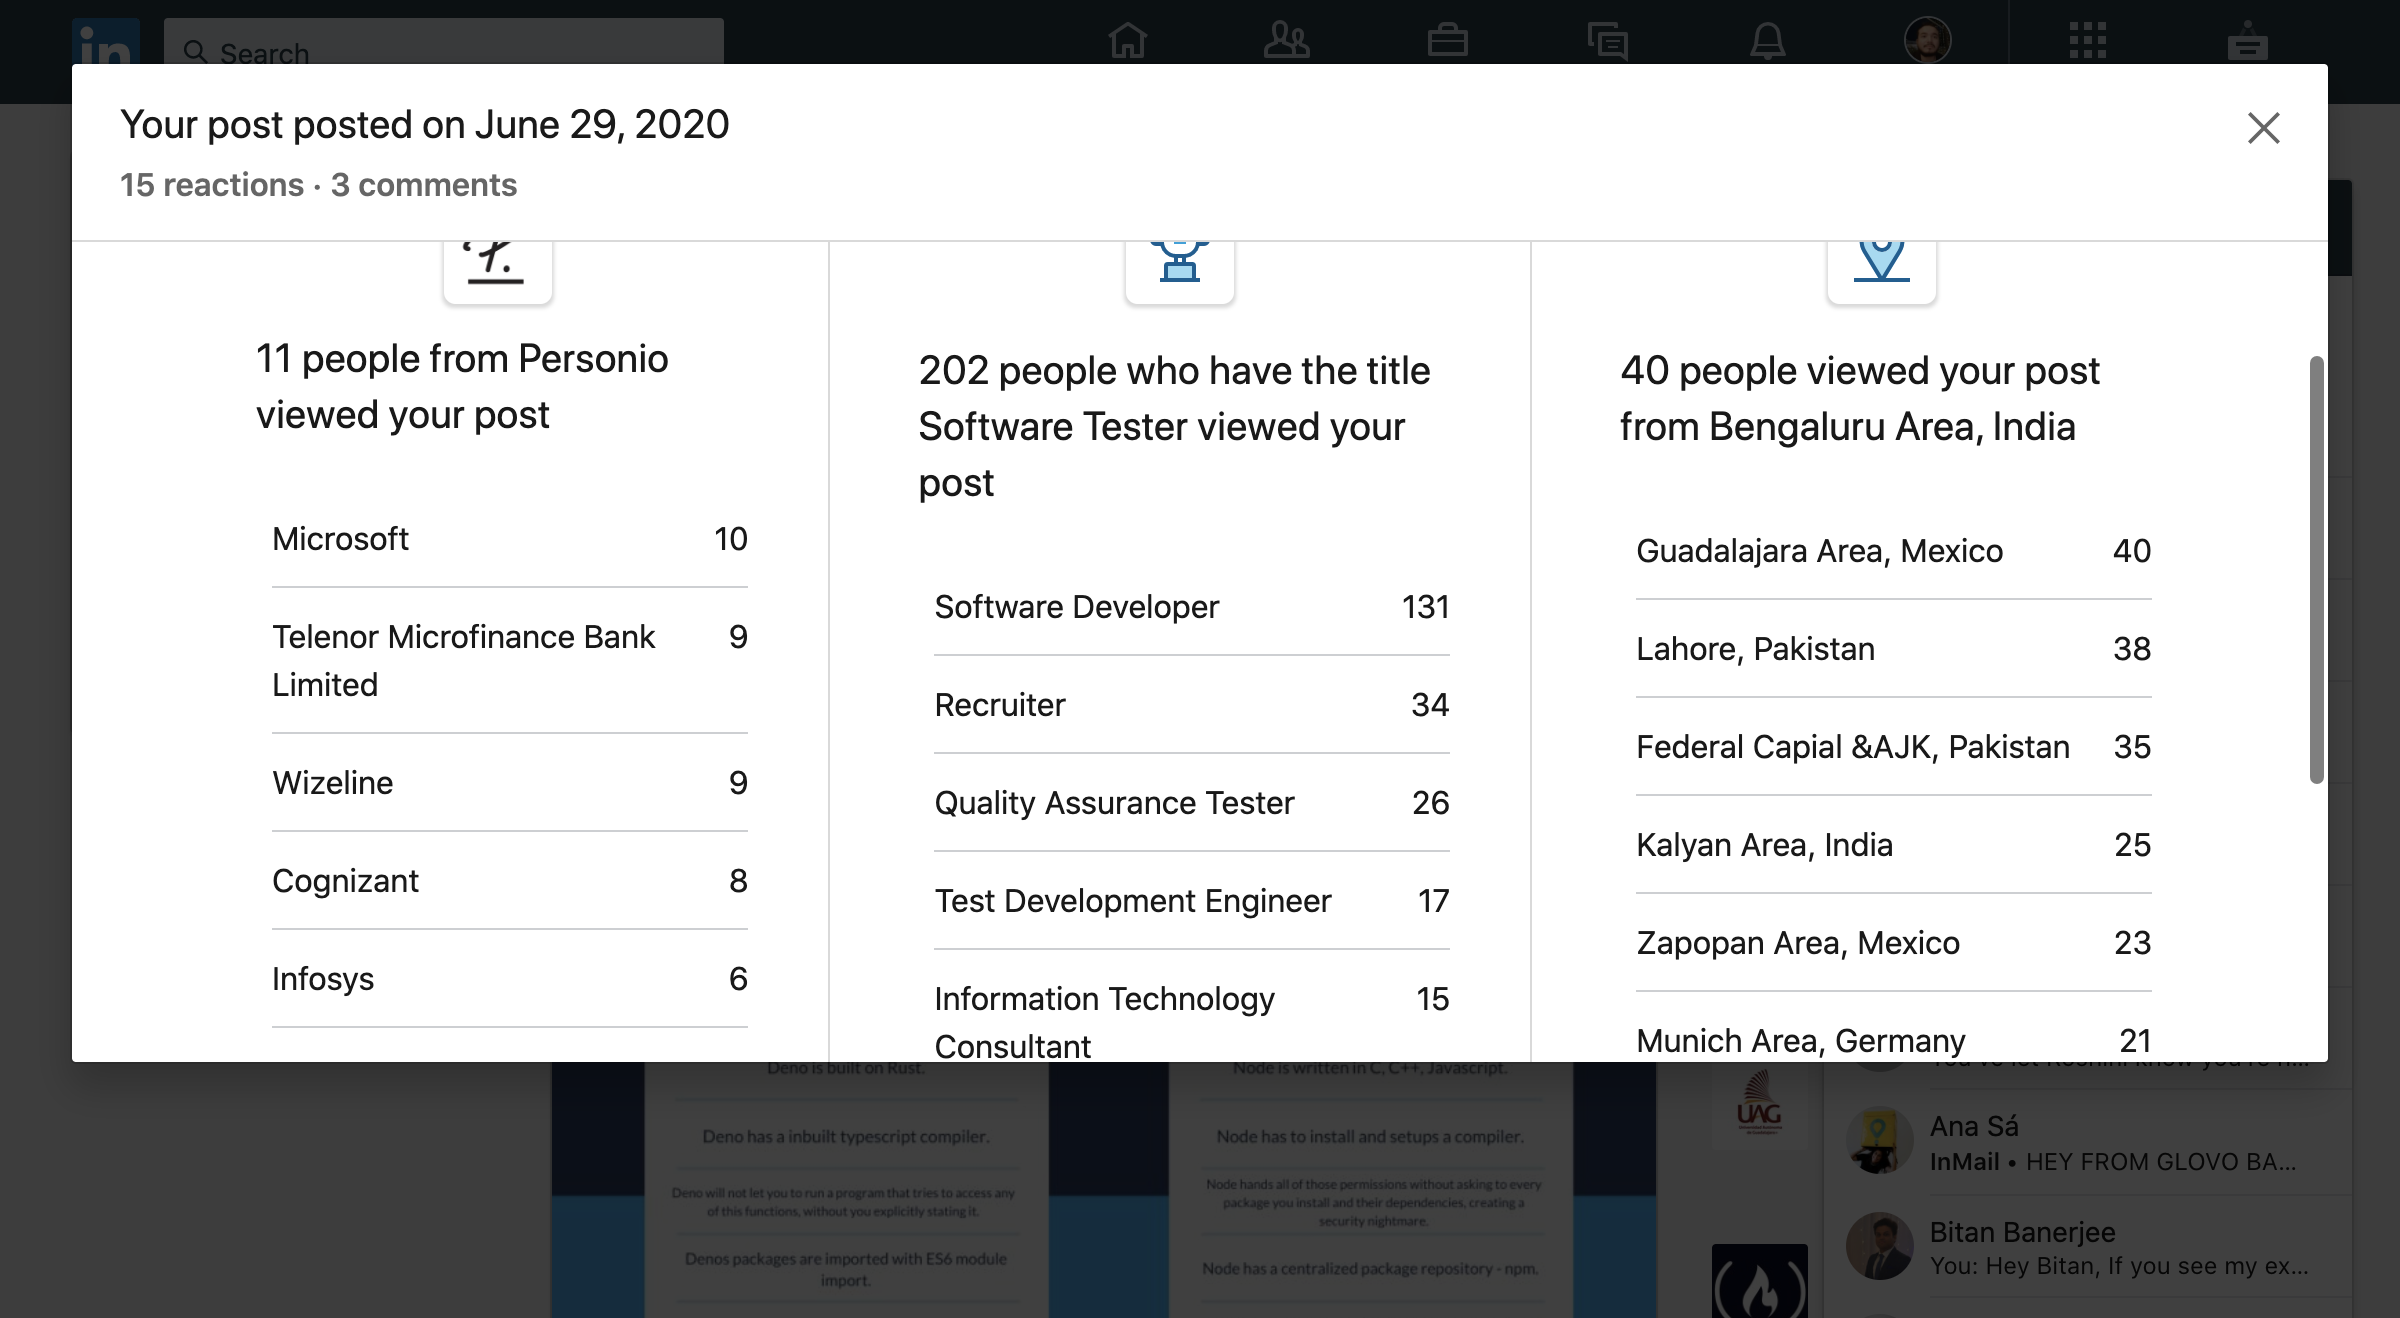 in
Search
Your post posted on June 29, 2020
15 reactions · 3 comments
11 people from Personio
viewed your post
Microsoft 10
Telenor Microfinance Bank 9
Limited
Wizeline 9
Cognizant 8
Infosys 6
202 people who have the title
Software Tester viewed your
post
Software Developer 131
Recruiter 34
Quality Assurance Tester 26
Test Development Engineer 17
Information Technology 15
Consultant
40 people viewed your post
from Bengaluru Area, India
Guadalajara Area, Mexico 40
Lahore, Pakistan 38
Federal Capial &AJK, Pakistan 35
Kalyan Area, India 25
Zapopan Area, Mexico 23
Munich Area, Germany 21
Deno is built on Rust.
Deno has a inbuilt typescript compiler.
Deno will not let you to run a program that tries to access any
of this functions, without you explicitly stating it.
Denos packages are imported with ES6 module
import.
Node is written in C, C++, Javascript.
Node has to install and setups a compiler.
Node hands all of those permissions without asking to every
package you install and their dependencies, creating a
security nightmare.
Node has a centralized package repository - npm.
UAG
Ana Sá
InMail • HEY FROM GLOVO BA...
Bitan Banerjee
You: Hey Bitan, If you see my ex...